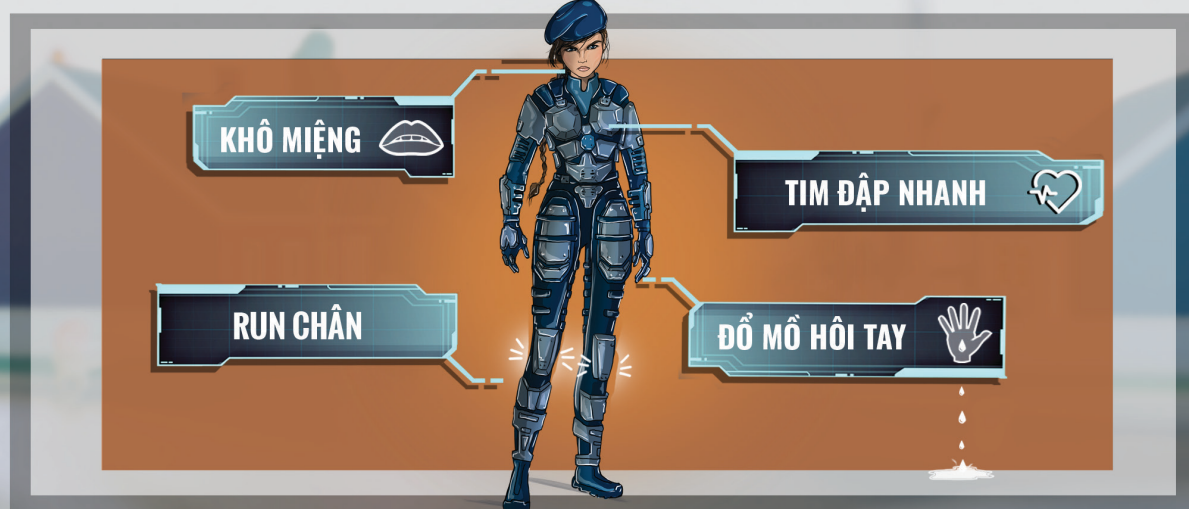 KHÔ MIỆNG
TIM ĐẬP NHANH
RUN CHÂN
ĐỔ MỒ HÔI TAY